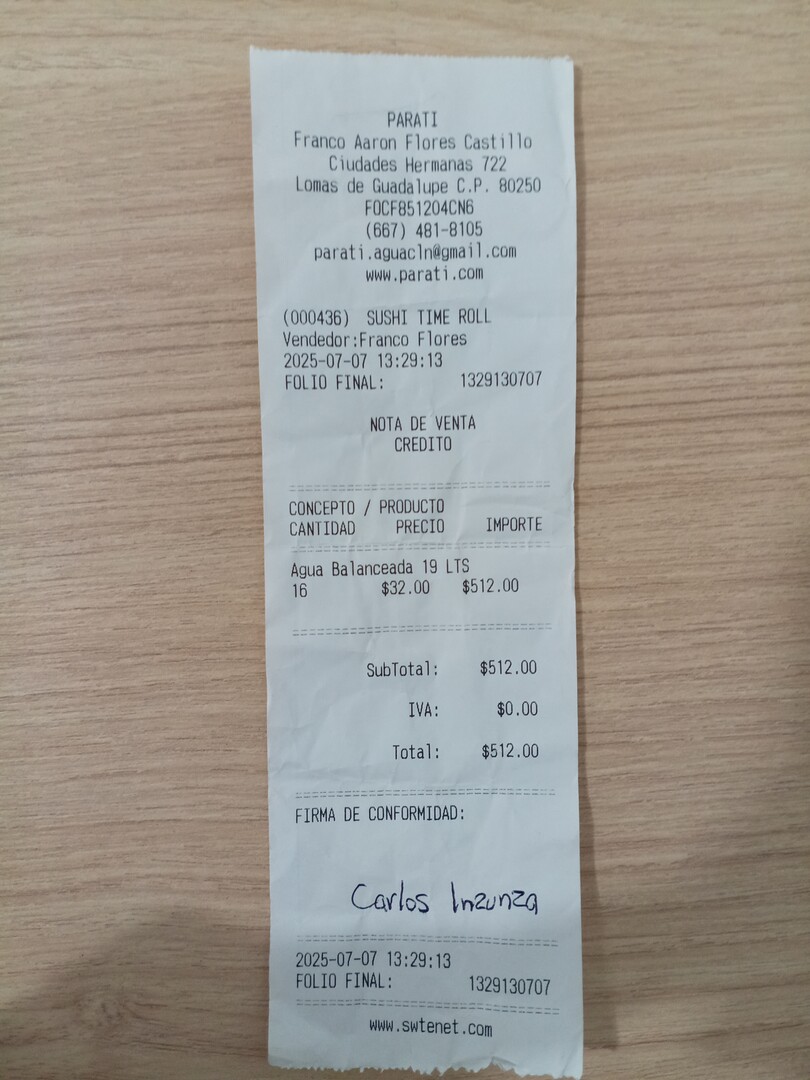 PARATI
Franco Aaron Flores Castillo
Ciudades Hermanas 722
Lomas de Guadalupe C.P. 80250
FOCF851204CN6
(667) 481-8105
parati.aguacln@gmail.com
www.parati.com
(000436) SUSHI TIME ROLL
Vendedor:Franco Flores
2025-07-07 13:29:13
FOLIO FINAL: 1329130707
NOTA DE VENTA
CREDITO
CONCEPTO / PRODUCTO
CANTIDAD PRECIO IMPORTE
Agua Balanceada 19 LTS
16 $32.00 $512.00
SubTotal: $512.00
IVA: $0.00
Total: $512.00
FIRMA DE CONFORMIDAD:
Carlos Inzunza
2025-07-07 13:29:13
FOLIO FINAL: 1329130707
www.swtenet.com